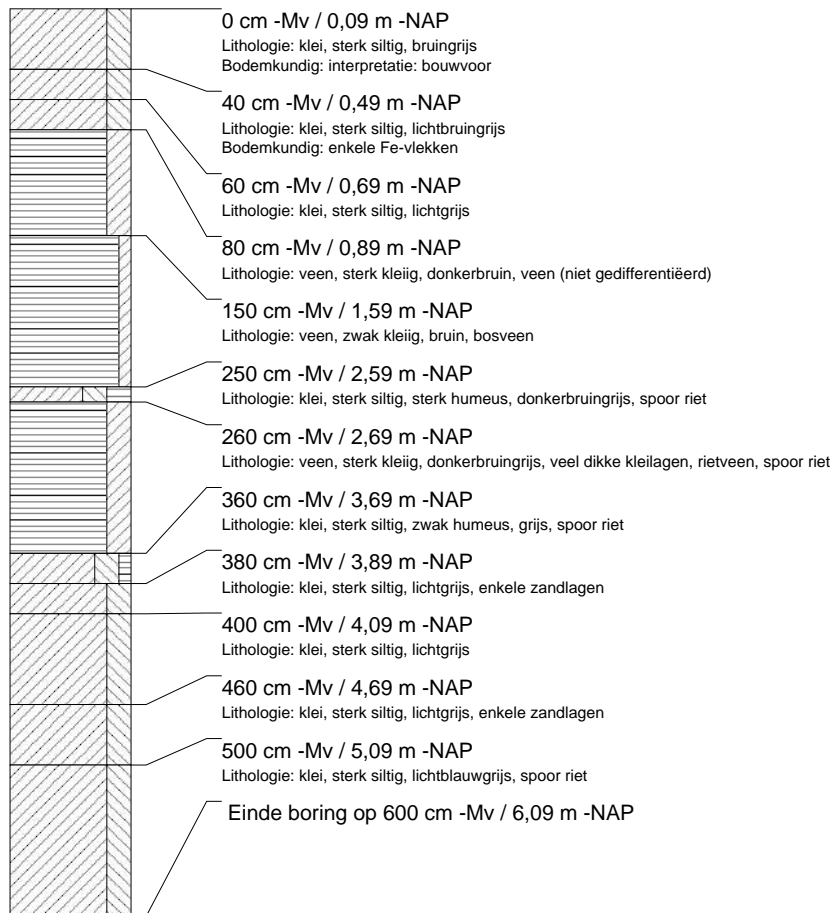 0 cm -Mv / 0,09 m -NAP
Lithologie: klei, sterk siltig, bruingrijs
Bodemkundig: interpretatie: bouwvoor
40 cm -Mv / 0,49 m -NAP
Lithologie: klei, sterk siltig, lichtbruingrijs
Bodemkundig: enkele Fe-vlekken
60 cm -Mv / 0,69 m -NAP
Lithologie: klei, sterk siltig, lichtgrijs
80 cm -Mv / 0,89 m -NAP
Lithologie: veen, sterk kleiig, donkerbruin, veen (niet gedifferentiëerd)
150 cm -Mv / 1,59 m -NAP
Lithologie: veen, zwak kleiig, bruin, bosveen
250 cm -Mv / 2,59 m -NAP
Lithologie: klei, sterk siltig, sterk humeus, donkerbruingrijs, spoor riet
260 cm -Mv / 2,69 m -NAP
Lithologie: veen, sterk kleiig, donkerbruingrijs, veel dikke kleilagen, rietveen, spoor riet
360 cm -Mv / 3,69 m -NAP
Lithologie: klei, sterk siltig, zwak humeus, grijs, spoor riet
380 cm -Mv / 3,89 m -NAP
Lithologie: klei, sterk siltig, lichtgrijs, enkele zandlagen
400 cm -Mv / 4,09 m -NAP
Lithologie: klei, sterk siltig, lichtgrijs
460 cm -Mv / 4,69 m -NAP
Lithologie: klei, sterk siltig, lichtgrijs, enkele zandlagen
500 cm -Mv / 5,09 m -NAP
Lithologie: klei, sterk siltig, lichtblauwgrijs, spoor riet
Einde boring op 600 cm -Mv / 6,09 m -NAP